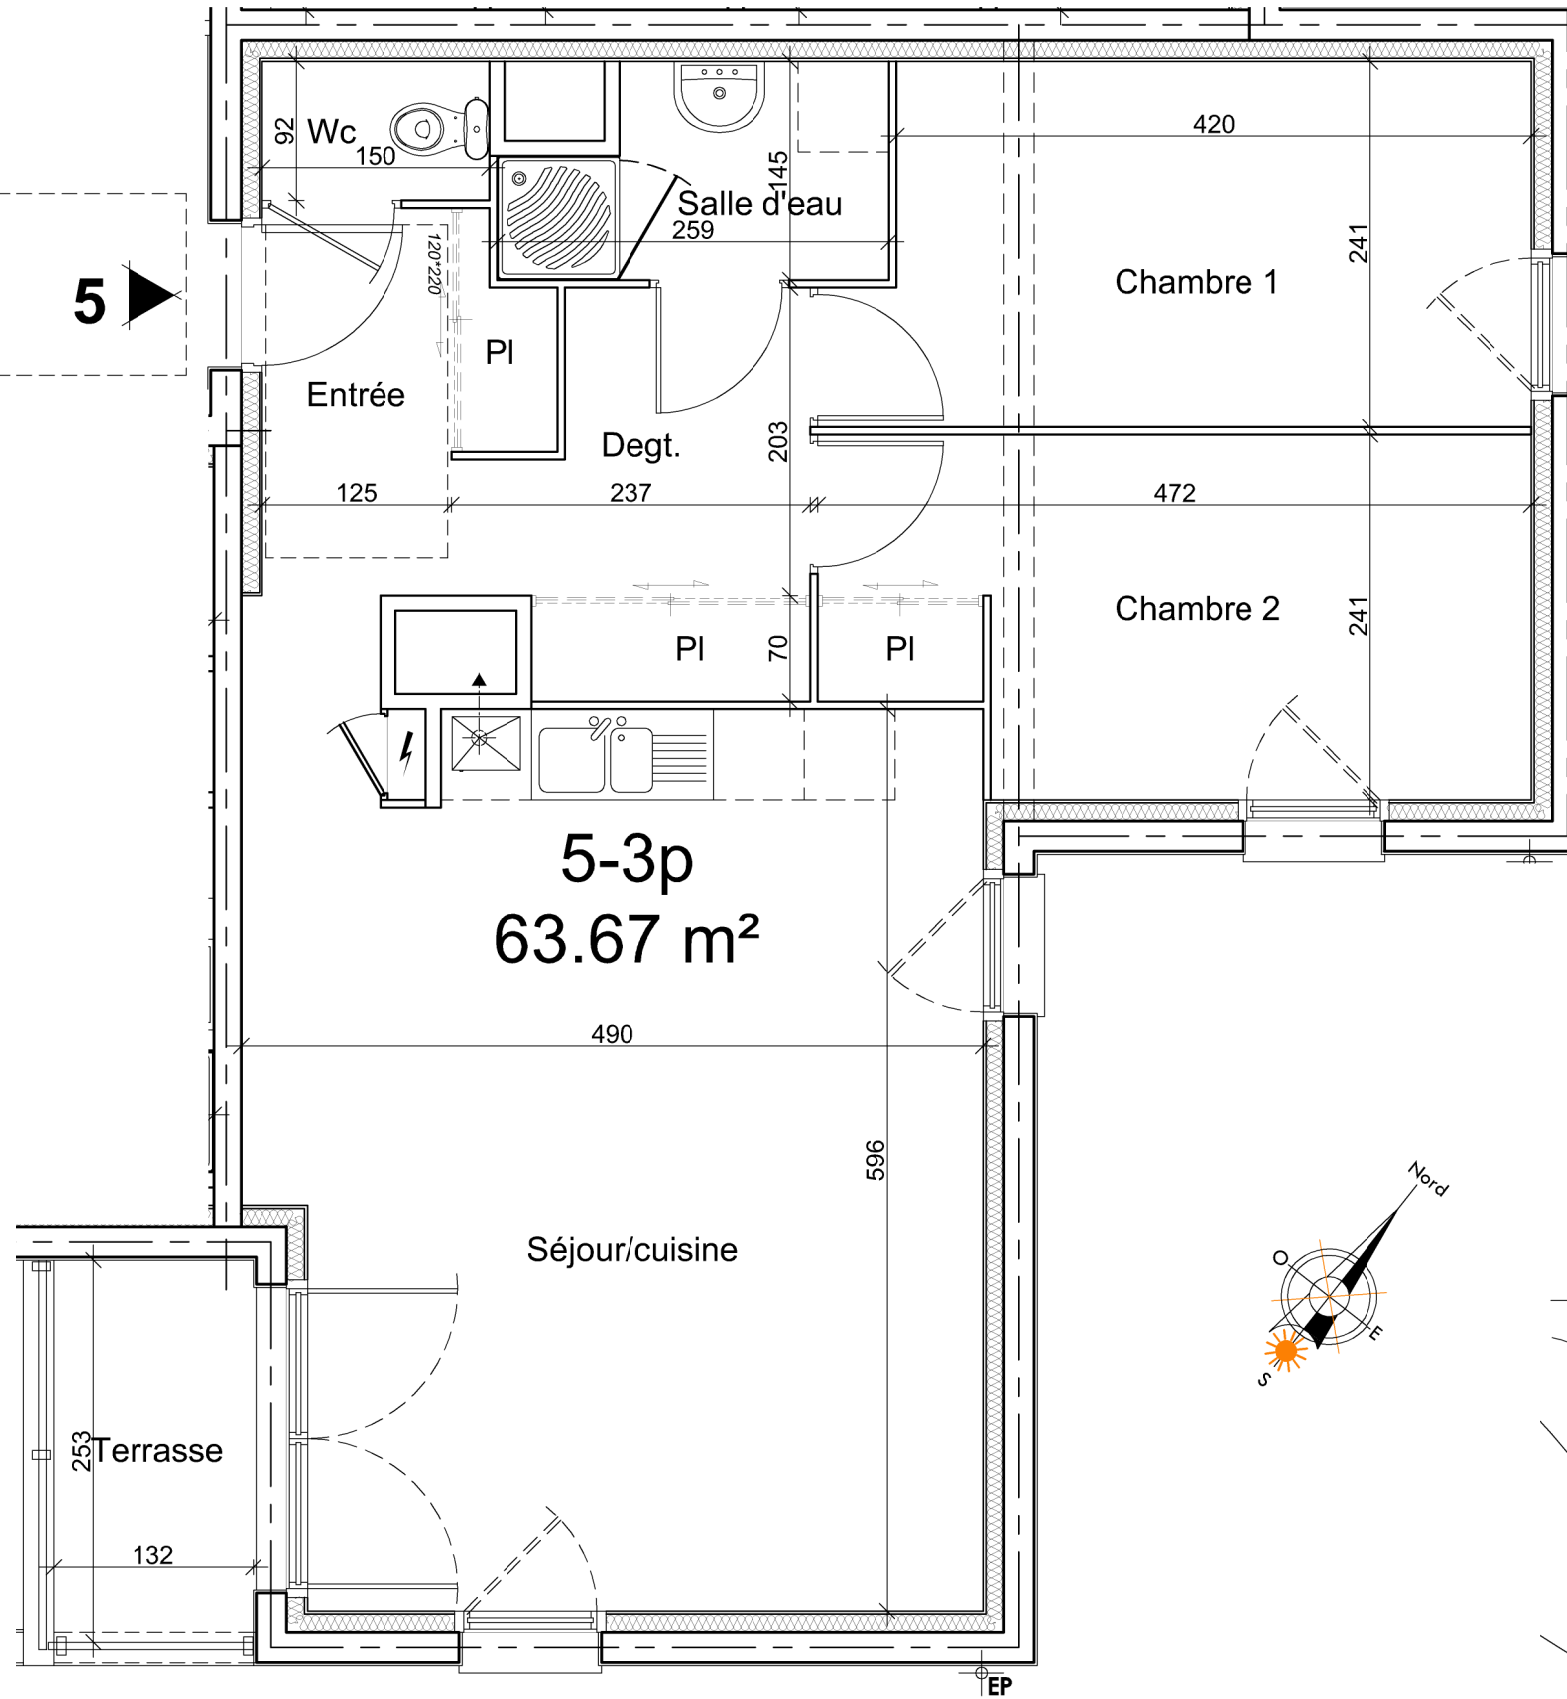 92
Wc
150
145
Salle d'eau
259
420
241
Chambre 1
120*220
5
Pl
Entrée
Degt.
203
125
237
472
Chambre 2
241
Pl
70
Pl
5-3p
63.67 m²
490
596
Séjour/cuisine
Nord
O
E
S
253
Terrasse
132
EP